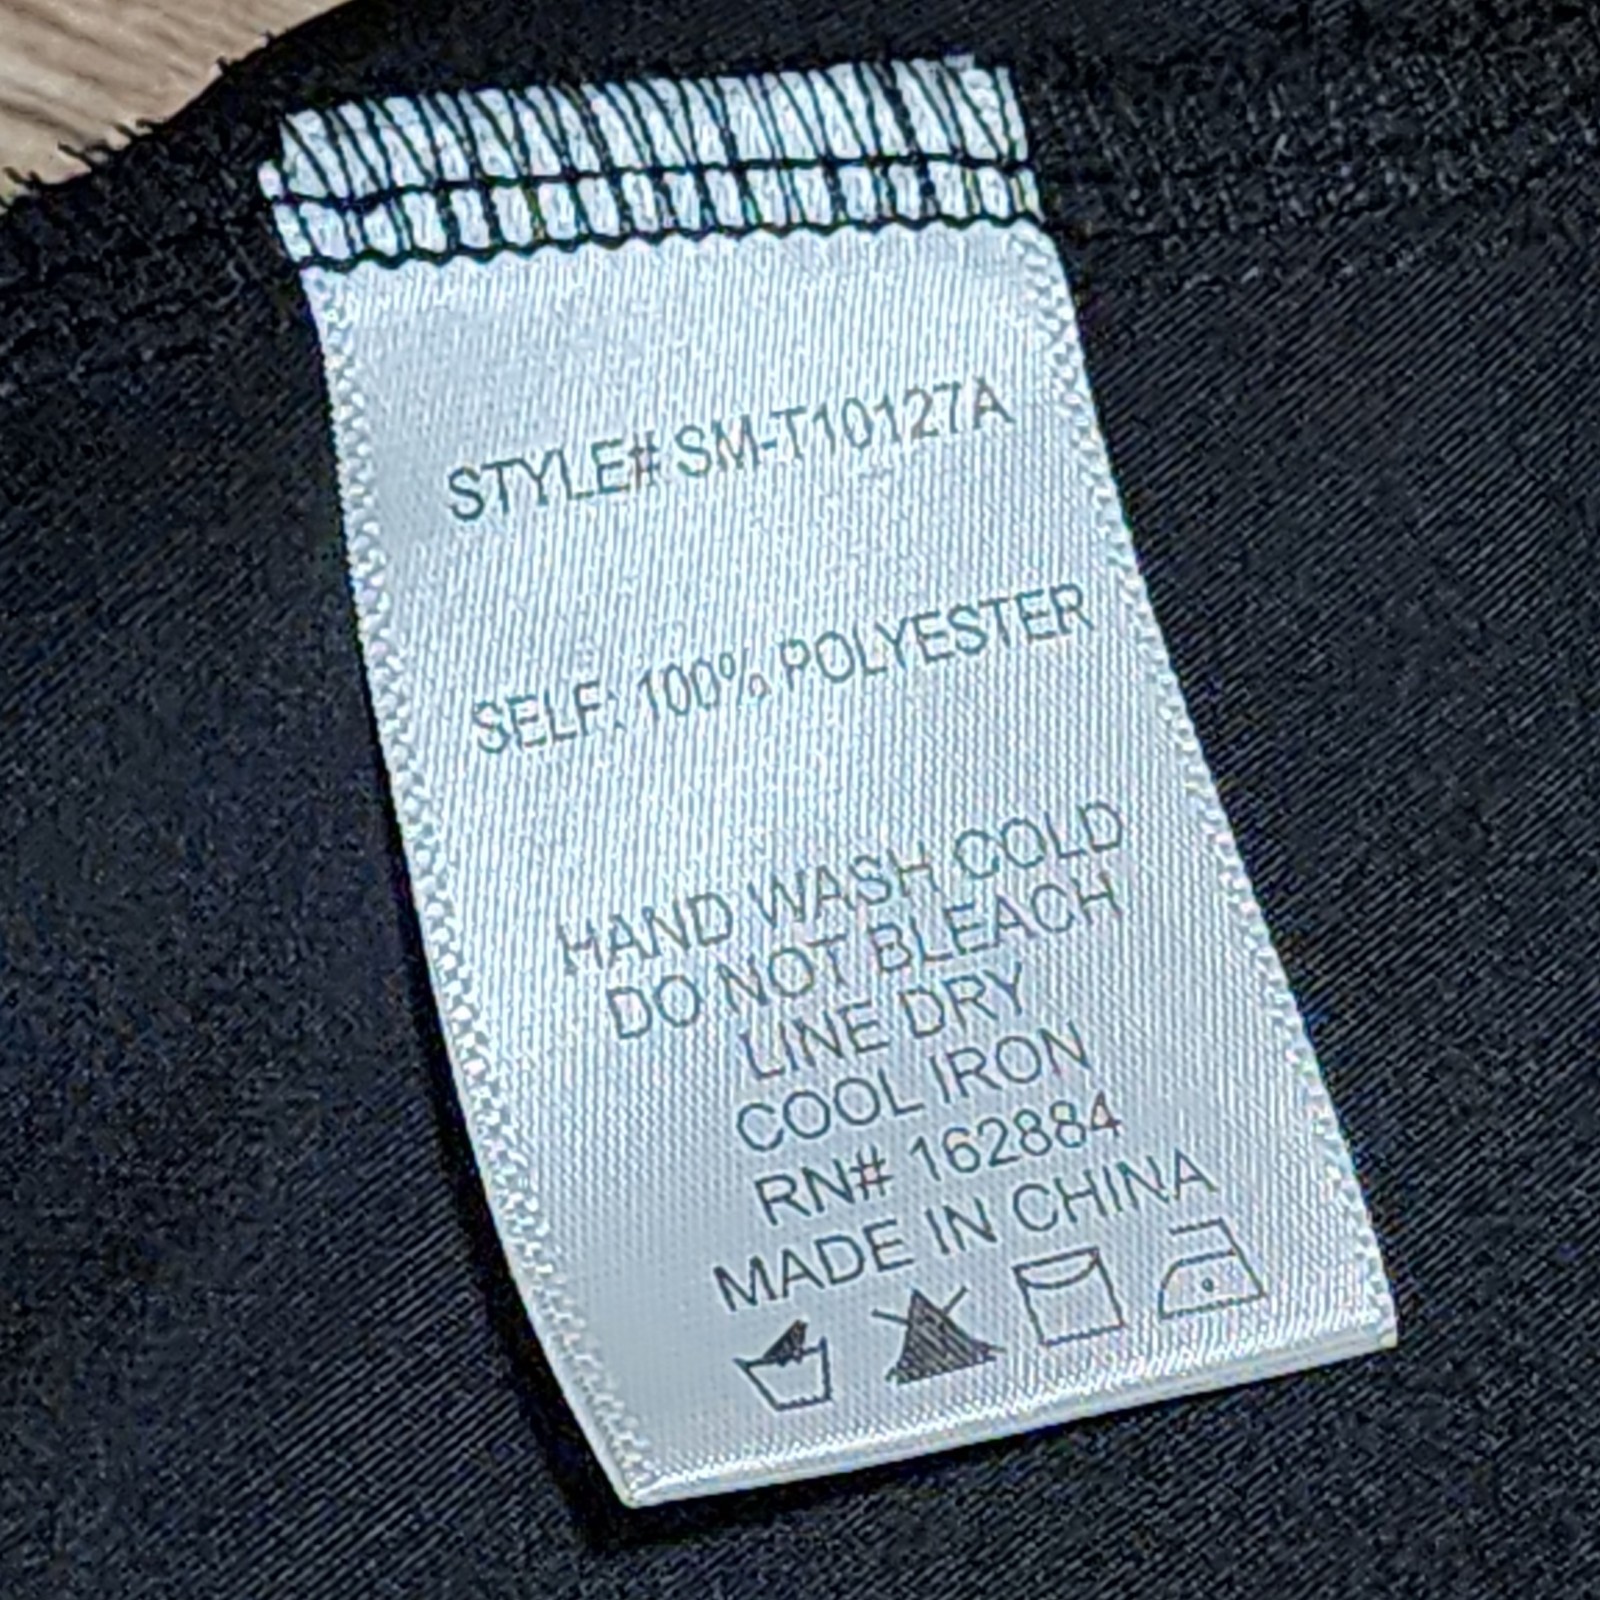 STYLE# SM-T10127A
SELF: 100% POLYESTER
HAND WASH COLD
DO NOT BLEACH
LINE DRY
COOL IRON
RN# 162884
MADE IN CHINA